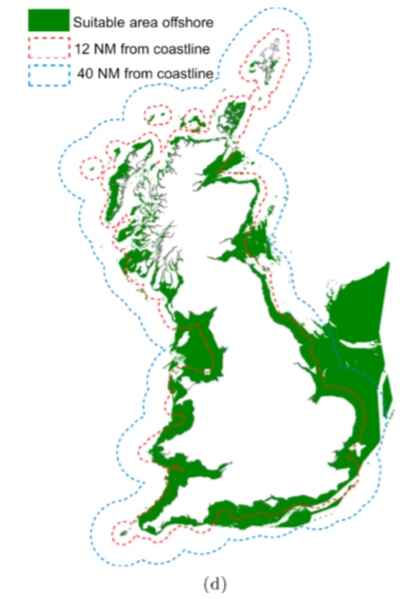 Suitable area offshore
12 NM from coastline
40 NM from coastline
(d)